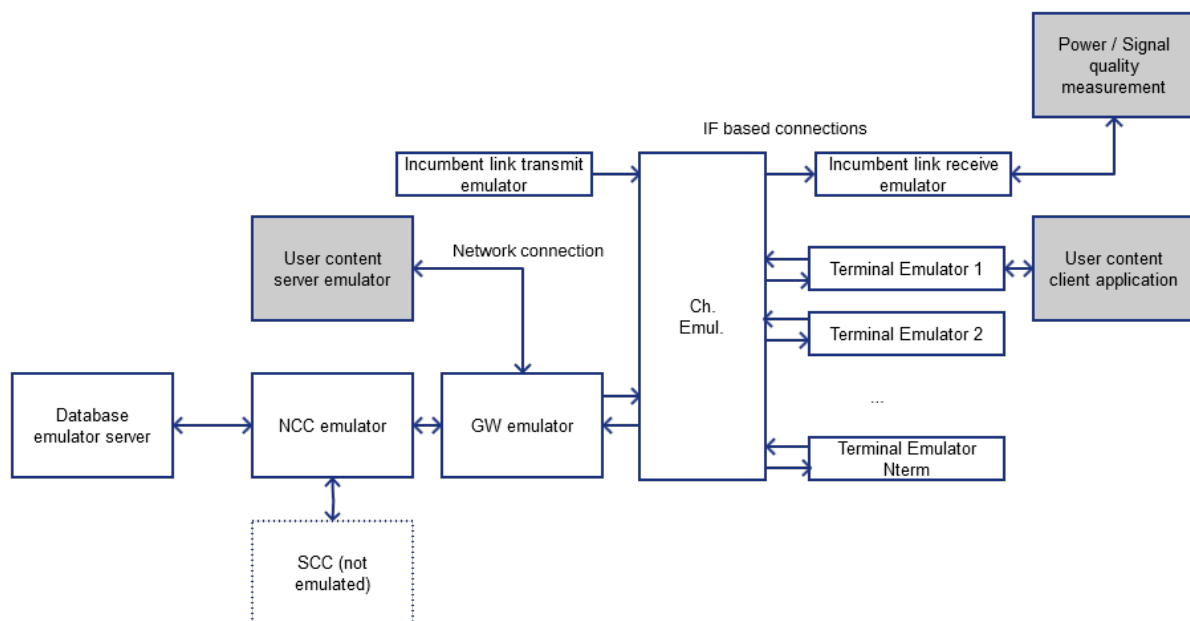 Power / Signal
quality
measurement
IF based connections
Incumbent link transmit
emulator
Incumbent link receive
emulator
User content
server emulator
Network connection
Ch.
Emul.
Terminal Emulator 1
User content
client application
Terminal Emulator 2
...
Database
emulator server
NCC emulator
GW emulator
Terminal Emulator
Nterm
SCC (not
emulated)